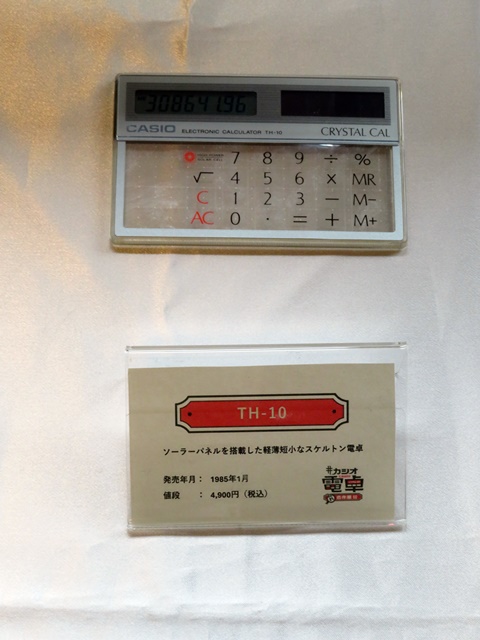 308641.96
CASIO ELECTRONIC CALCULATOR TH-10 CRYSTAL CAL
7 8 9 ÷ %
√ 4 5 6 × MR
C 1 2 3 − M−
AC 0 · = + M+
TH-10
ソーラーパネルを搭載した軽薄短小なスケルトン電卓
発売年月： 1985年1月
値段 ： 4,900円（税込）
#カシオ
電卓